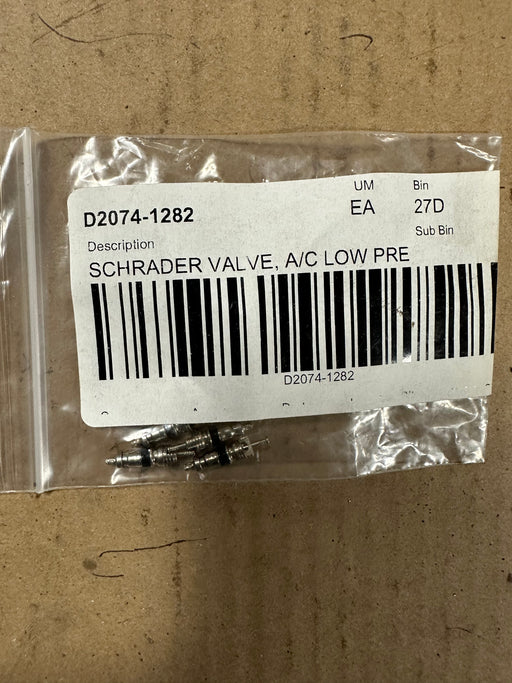 UM Bin
D2074-1282 EA 27D
Description Sub Bin
SCHRADER VALVE, A/C LOW PRE
D2074-1282